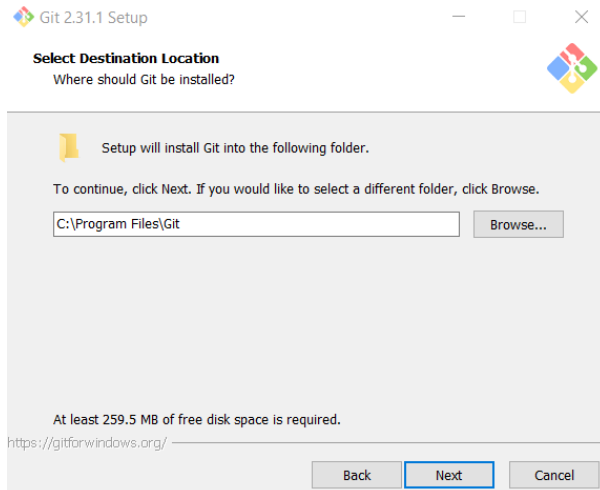 Git 2.31.1 Setup
Select Destination Location
Where should Git be installed?
Setup will install Git into the following folder.
To continue, click Next. If you would like to select a different folder, click Browse.
C:\Program Files\Git
Browse...
At least 259.5 MB of free disk space is required.
https://gitforwindows.org/
Back
Next
Cancel